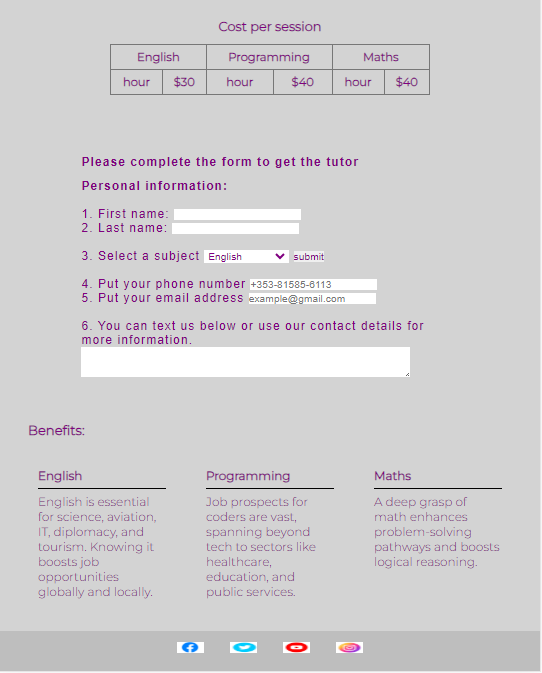 Cost per session
English Programming Maths
hour $30 hour $40 hour $40
Please complete the form to get the tutor
Personal information:
1. First name:
2. Last name:
3. Select a subject English submit
4. Put your phone number +353-81585-6113
5. Put your email address example@gmail.com
6. You can text us below or use our contact details for
more information.
Benefits:
English
English is essential
for science, aviation,
IT, diplomacy, and
tourism. Knowing it
boosts job
opportunities
globally and locally.
Programming
Job prospects for
coders are vast,
spanning beyond
tech to sectors like
healthcare,
education, and
public services.
Maths
A deep grasp of
math enhances
problem-solving
pathways and boosts
logical reasoning.